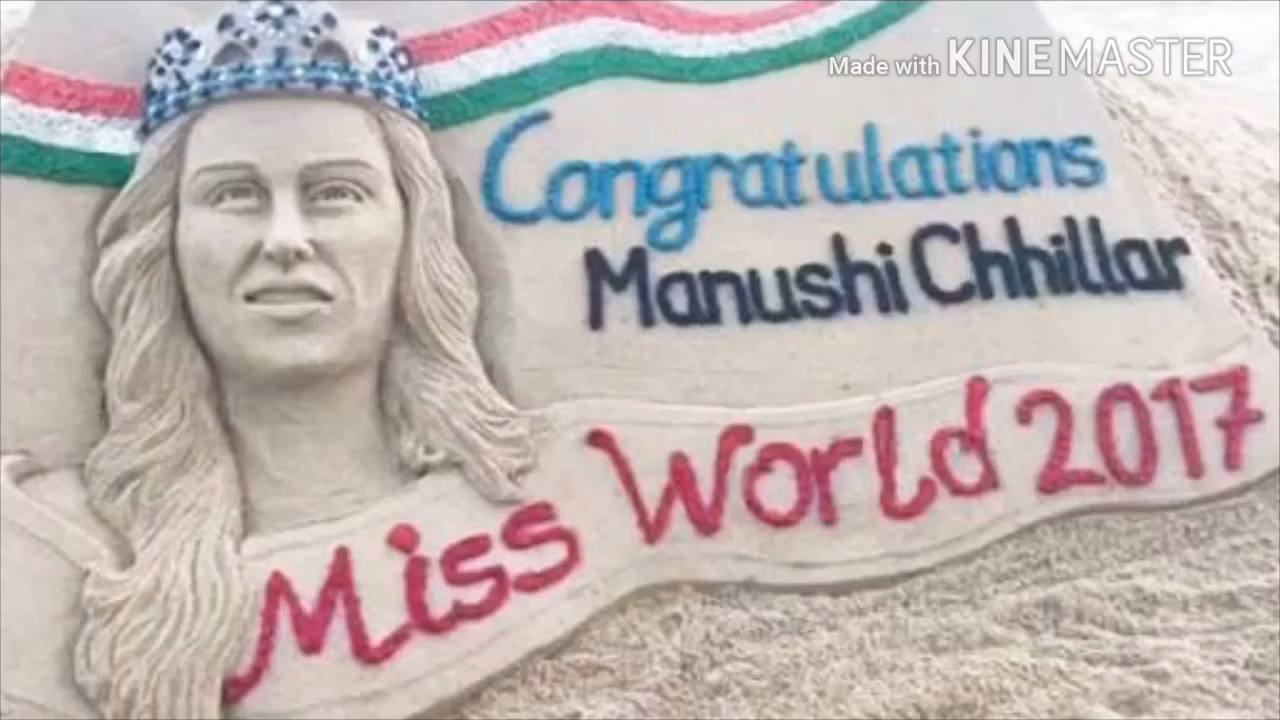 Made with KINEMASTER
Congratulations
Manushi Chhillar
Miss World 2017